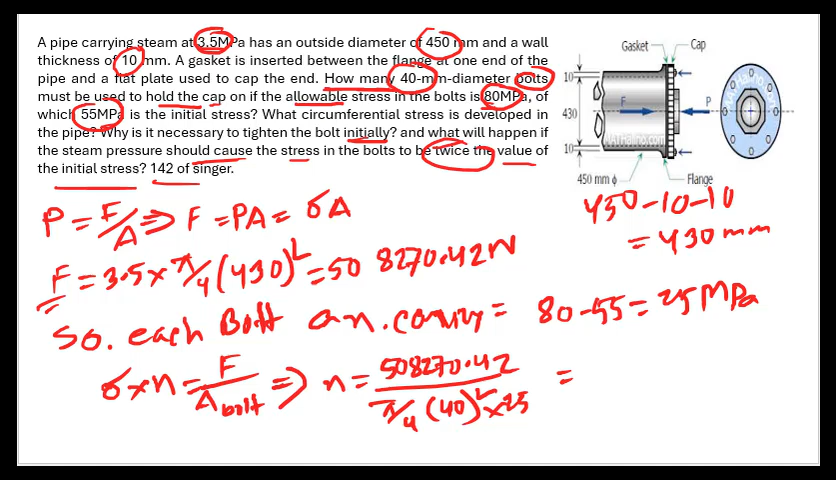 A pipe carrying steam at 3.5MPa has an outside diameter of 450 mm and a wall
thickness of 10 mm. A gasket is inserted between the flange at one end of the
pipe and a flat plate used to cap the end. How many 40-mm-diameter bolts
must be used to hold the cap on if the allowable stress in the bolts is 80MPa, of
which 55MPa is the initial stress? What circumferential stress is developed in
the pipe? Why is it necessary to tighten the bolt initially? and what will happen if
the steam pressure should cause the stress in the bolts to be twice the value of
the initial stress? 142 of singer.
Gasket
Cap
10
430
10
F
P
450 mm ϕ
Flange
450-10-10
= 430 mm
P = F/A => F = PA = σA
F = 3.5 x π/4 (430)² = 508270.42 N
So. each Bolt can. carry = 80-55 = 25 MPa
σ x n = F/A bolt => n = 508270.42 / π/4 (40)² x 25 =